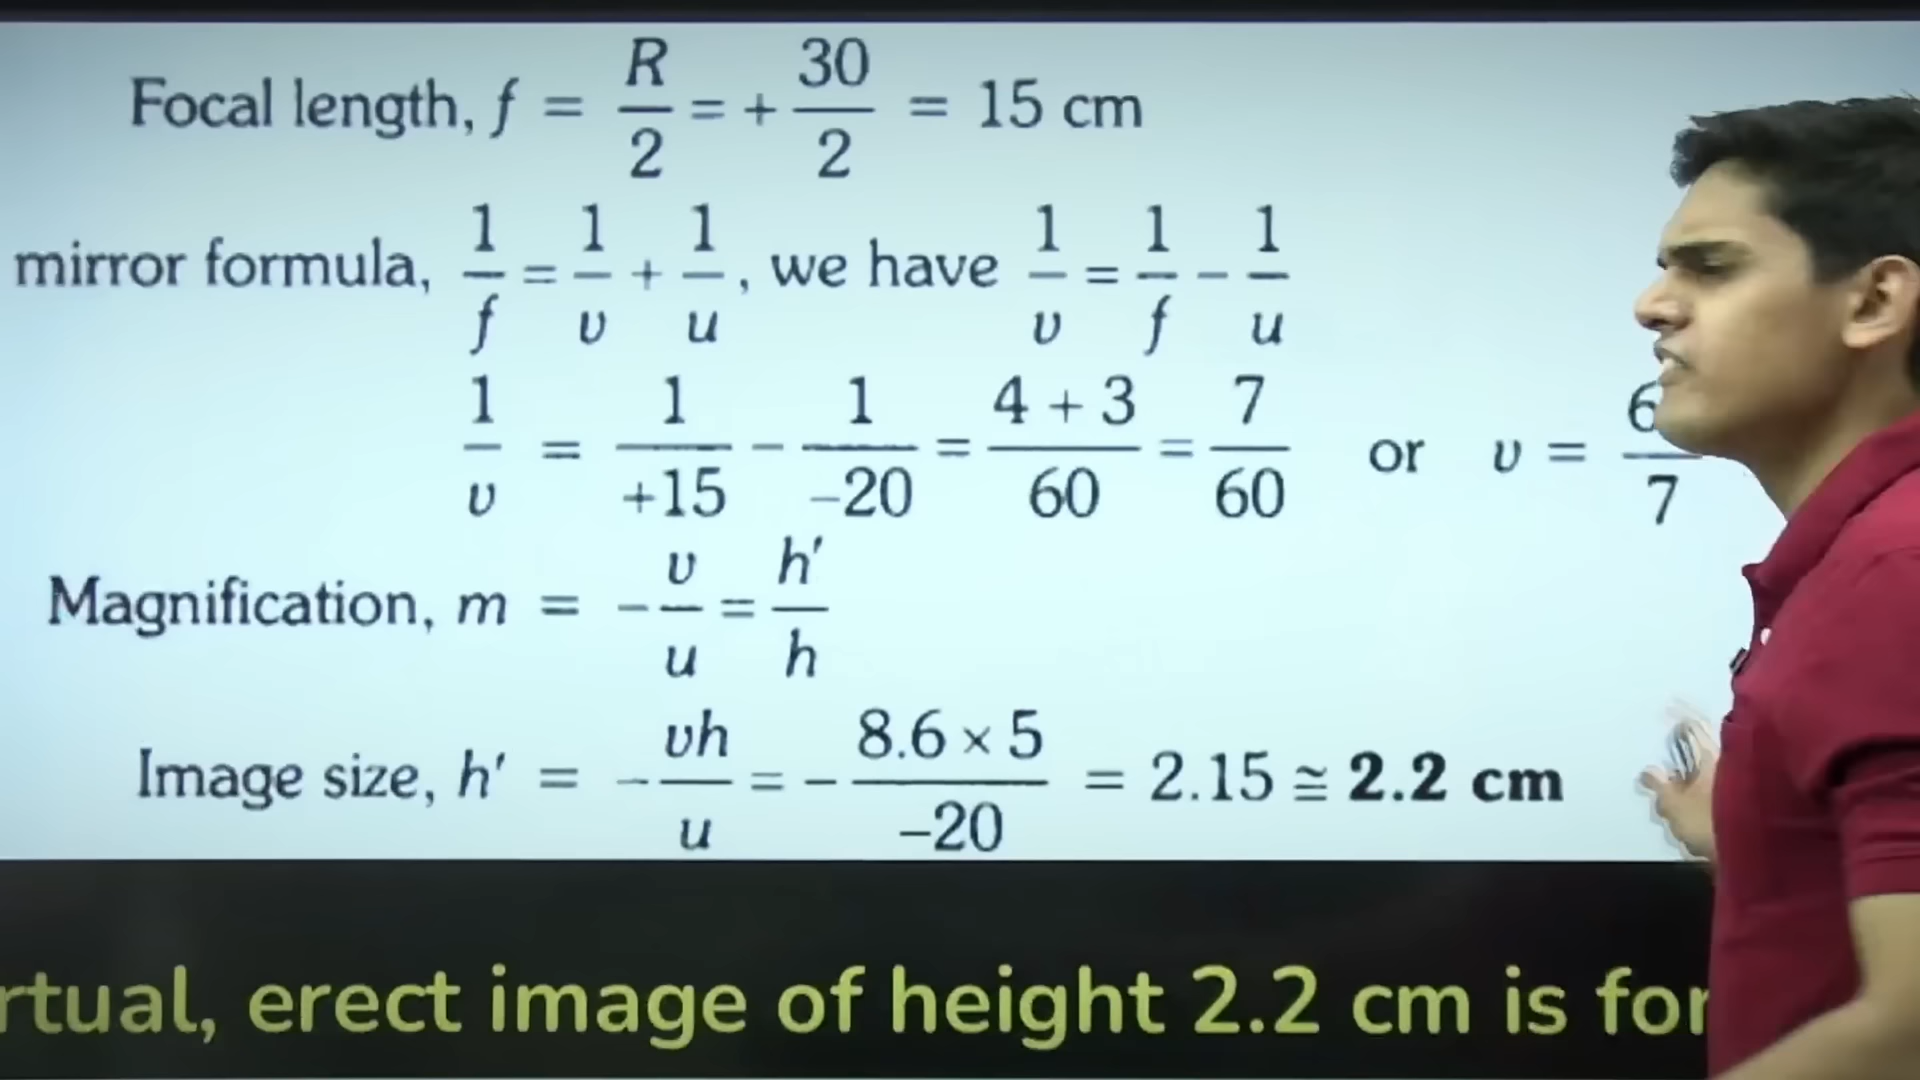 Focal length, f = R/2 = + 30/2 = 15 cm
mirror formula, 1/f = 1/υ + 1/u, we have 1/υ = 1/f − 1/u
1/υ = 1/+15 − 1/−20 = 4 + 3/60 = 7/60 or υ = 6/7
Magnification, m = − υ/u = h′/h
Image size, h′ = − υh/u = − 8.6 × 5/−20 = 2.15 ≅ 2.2 cm
rtual, erect image of height 2.2 cm is for